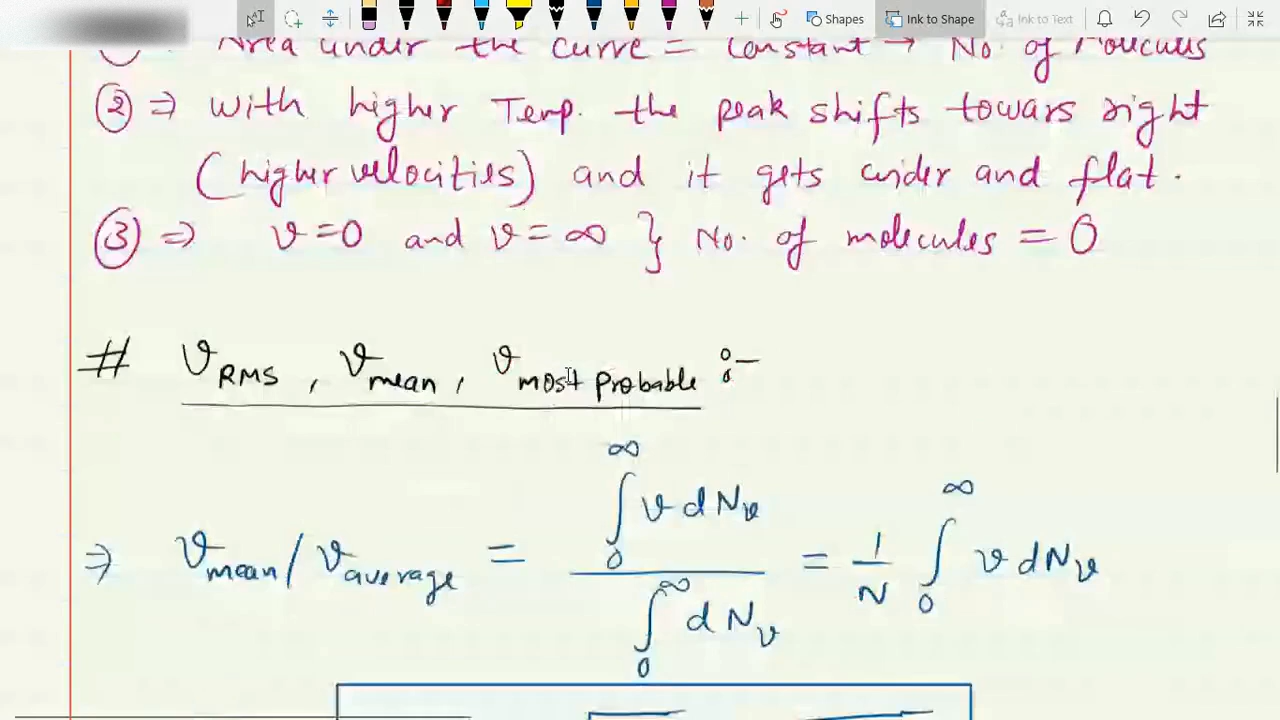 Shapes Ink to Shape Ink to Text
Area under the curve = constant → No. of Molecules
② ⇒ with higher Temp. the peak shifts towars right
(higher velocities) and it gets wider and flat.
③ ⇒ v=0 and v=∞ } No. of molecules = 0
# v_RMS, v_mean, v_most probable :-
⇒ v_mean / v_average = ∫₀^∞ v dN_v / ∫₀^∞ dN_v = 1/N ∫₀^∞ v dN_v